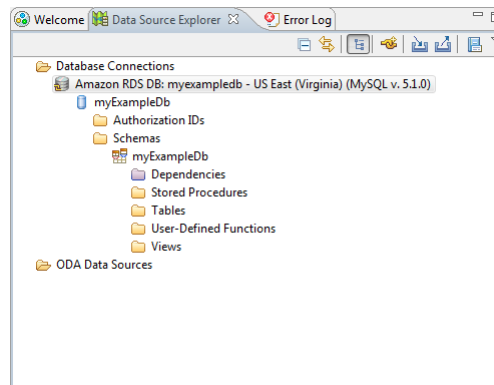 Welcome Data Source Explorer Error Log
Database Connections
Amazon RDS DB: myexampledb - US East (Virginia) (MySQL v. 5.1.0)
myExampleDb
Authorization IDs
Schemas
myExampleDb
Dependencies
Stored Procedures
Tables
User-Defined Functions
Views
ODA Data Sources